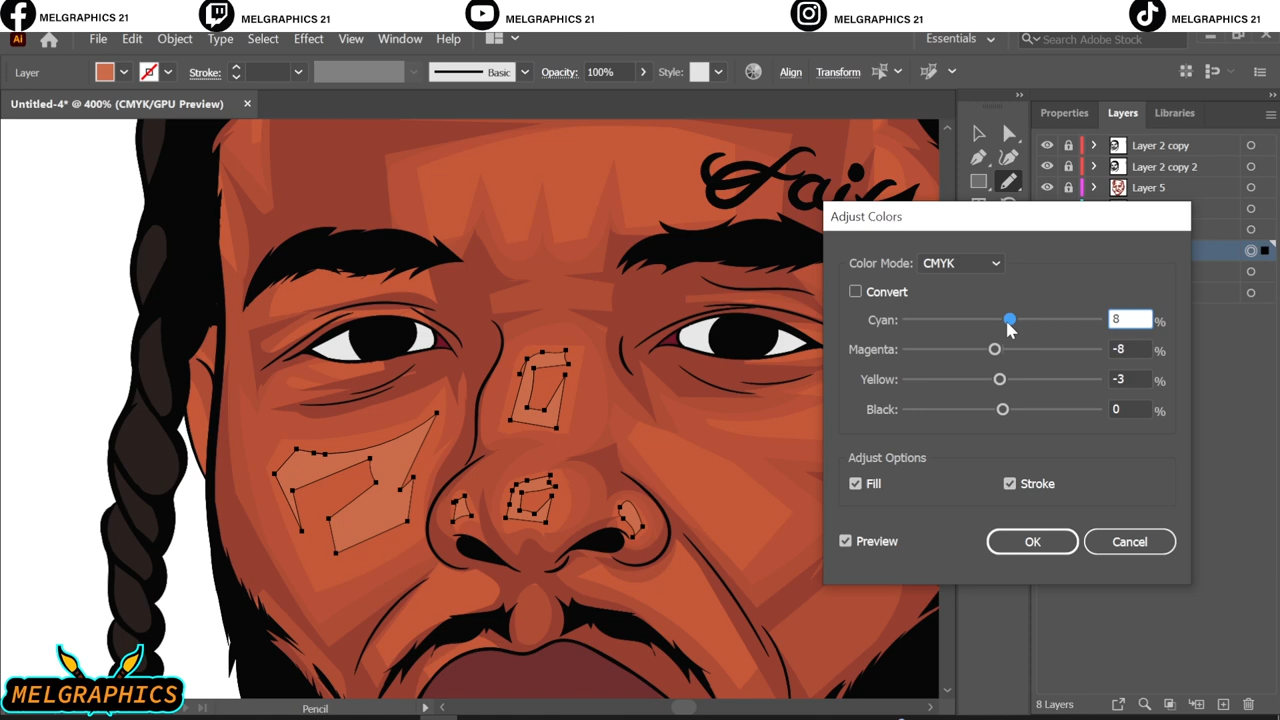 MELGRAPHICS 21 MELGRAPHICS 21 MELGRAPHICS 21 MELGRAPHICS 21 MELGRAPHICS 21
Ai File Edit Object Type Select Effect View Window Help Essentials Search Adobe Stock
Layer Stroke: Basic Opacity: 100% Style: Align Transform
Untitled-4* @ 400% (CMYK/GPU Preview) ×
Properties Layers Libraries
Layer 2 copy
Layer 2 copy 2
Layer 5
Adjust Colors
Color Mode: CMYK
Convert
Cyan: 8 %
Magenta: -8 %
Yellow: -3 %
Black: 0 %
Adjust Options
Fill Stroke
Preview OK Cancel
MELGRAPHICS
Pencil
8 Layers